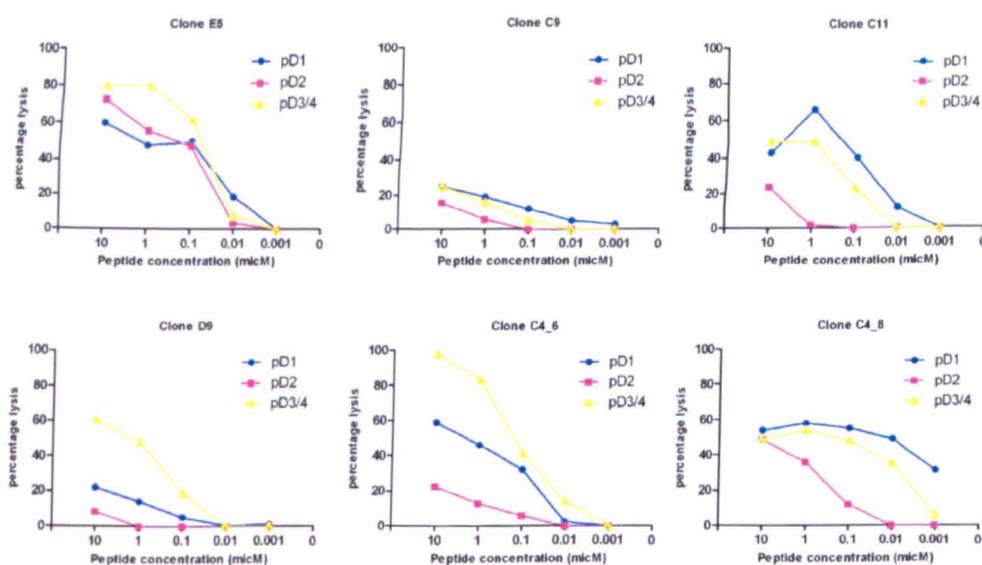 Clone E5
100
80
60
40
20
0
10 1 0.1 0.01 0.001 0
percentage lysis
Peptide concentration (micM)
pD1
pD2
pD3/4
Clone C9
100
80
60
40
20
0
10 1 0.1 0.01 0.001 0
percentage lysis
Peptide concentration (micM)
pD1
pD2
pD3/4
Clone C11
100
80
60
40
20
0
10 1 0.1 0.01 0.001 0
percentage lysis
Peptide concentration (micM)
pD1
pD2
pD3/4
Clone D9
100
80
60
40
20
0
10 1 0.1 0.01 0.001 0
percentage lysis
Peptide concentration (micM)
pD1
pD2
pD3/4
Clone C4_6
100
80
60
40
20
0
10 1 0.1 0.01 0.001 0
percentage lysis
Peptide concentration (micM)
pD1
pD2
pD3/4
Clone C4_8
100
80
60
40
20
0
10 1 0.1 0.01 0.001 0
percentage lysis
Peptide concentration (micM)
pD1
pD2
pD3/4